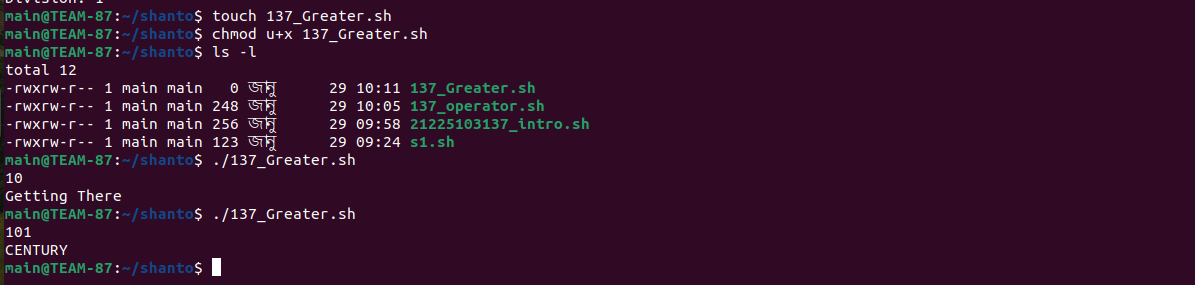 Division: 1
main@TEAM-87:~/shanto$ touch 137_Greater.sh
main@TEAM-87:~/shanto$ chmod u+x 137_Greater.sh
main@TEAM-87:~/shanto$ ls -l
total 12
-rwxrw-r-- 1 main main   0 জানু      29 10:11 137_Greater.sh
-rwxrw-r-- 1 main main 248 জানু      29 10:05 137_operator.sh
-rwxrw-r-- 1 main main 256 জানু      29 09:58 21225103137_intro.sh
-rwxrw-r-- 1 main main 123 জানু      29 09:24 s1.sh
main@TEAM-87:~/shanto$ ./137_Greater.sh
10
Getting There
main@TEAM-87:~/shanto$ ./137_Greater.sh
101
CENTURY
main@TEAM-87:~/shanto$